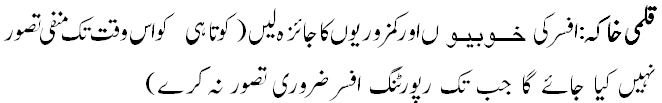 قلمی خاکہ: افسر کی خوبیو ں اور کمزوریوں کا جائزہ لیں (کوتاہی کو اس وقت تک منفی تصور
نہیں کیا جائے گا جب تک رپورٹنگ افسر ضروری تصور نہ کرے)